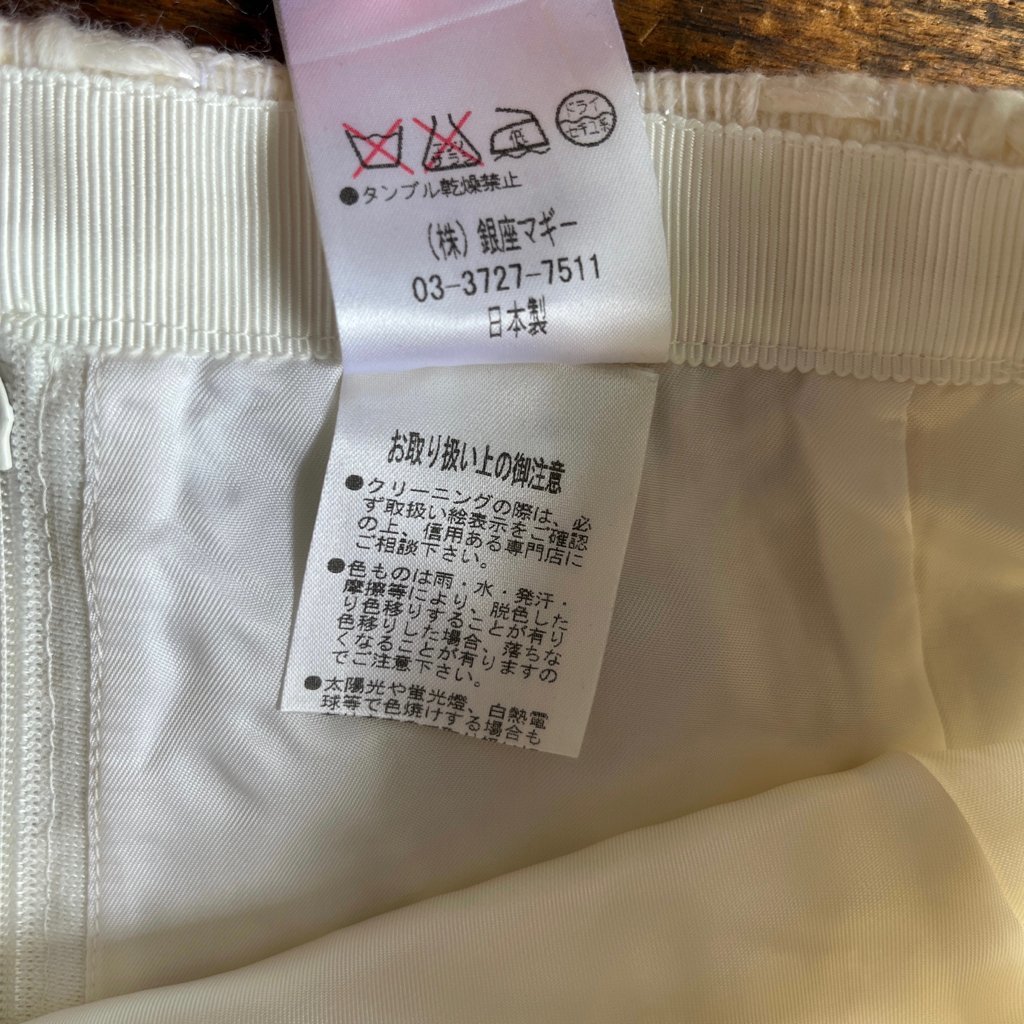 サラシ
低
ドライ
セキユ系
●タンブル乾燥禁止
(株)銀座マギー
03-3727-7511
日本製
お取り扱い上の御注意
●クリーニングの際は、必
ず取扱い絵表示をご確認
の上、信用ある専門店に
ご相談下さい。
●色ものは雨・水・発汗・
摩擦等により、脱色した
り色移りすることが有り
色移りした場合、落ちな
くなることが有りますの
でご注意下さい。
●太陽光や蛍光燈、白熱電
球等で色焼けする場合も